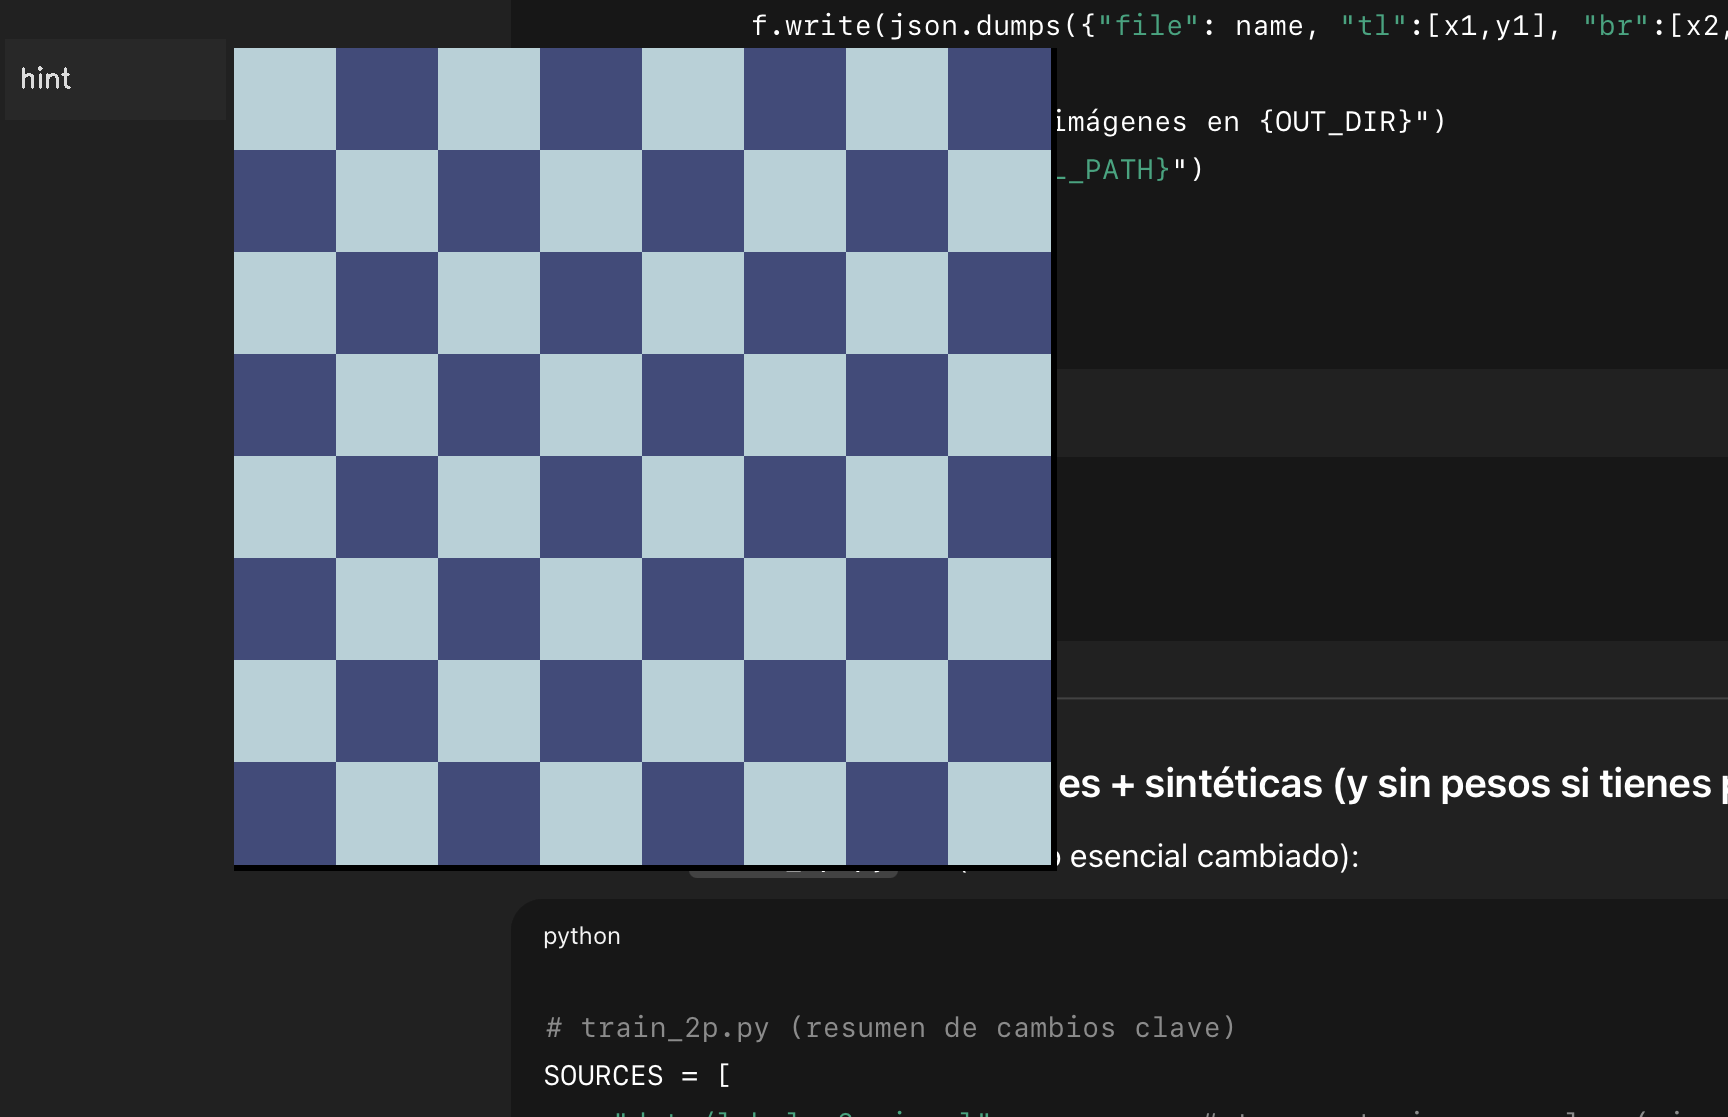 f.write(json.dumps({"file": name, "tl":[x1,y1], "br":[x2,
hint
imágenes en {OUT_DIR}")
_PATH}")
es + sintéticas (y sin pesos si tienes
esencial cambiado):
python
# train_2p.py (resumen de cambios clave)
SOURCES = [